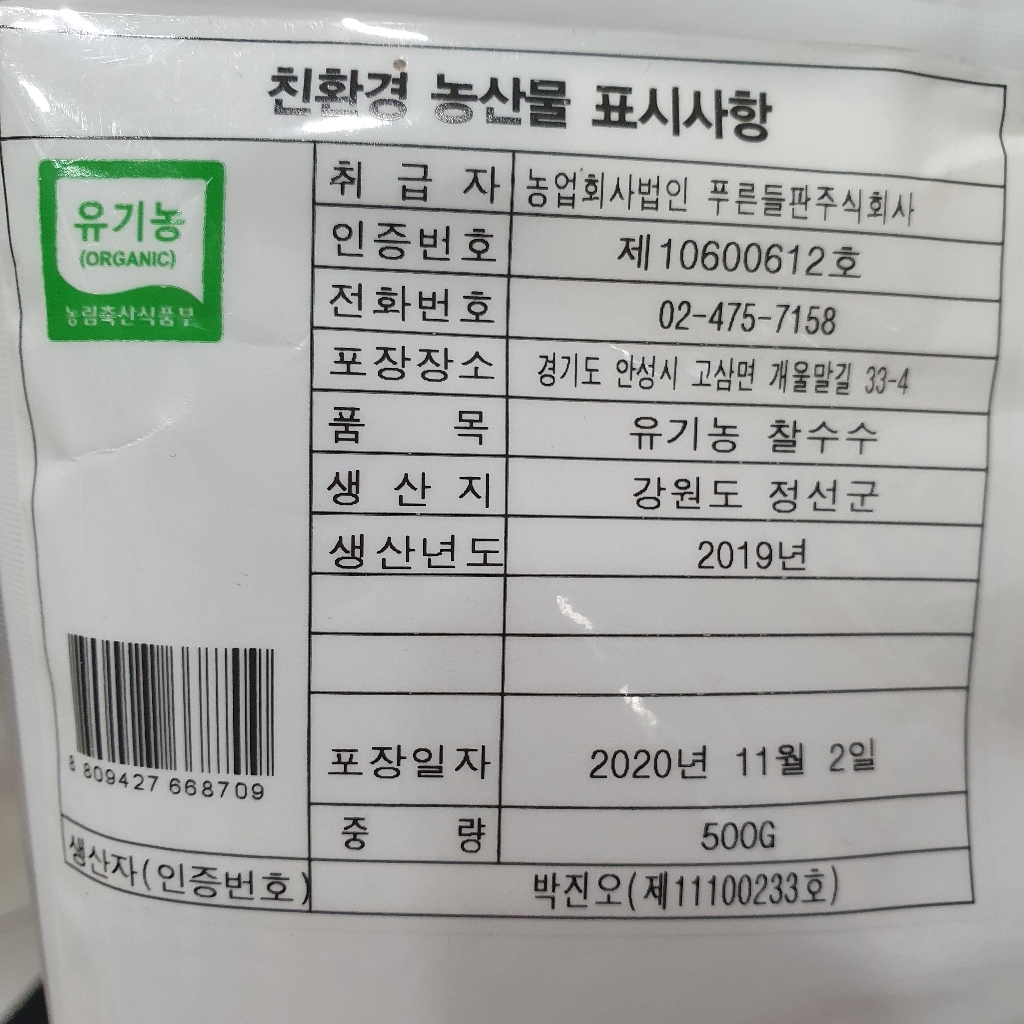 친환경 농산물 표시사항
유기농
(ORGANIC)
농림축산식품부
취 급 자 농업회사법인 푸른들판주식회사
인증번호 제10600612호
전화번호 02-475-7158
포장장소 경기도 안성시 고삼면 개울말길 33-4
품 목 유기농 찰수수
생 산 지 강원도 정선군
생산년도 2019년
포장일자 2020년 11월 2일
중 량 500G
8 809427 668709
생산자(인증번호) 박진오(제11100233호)